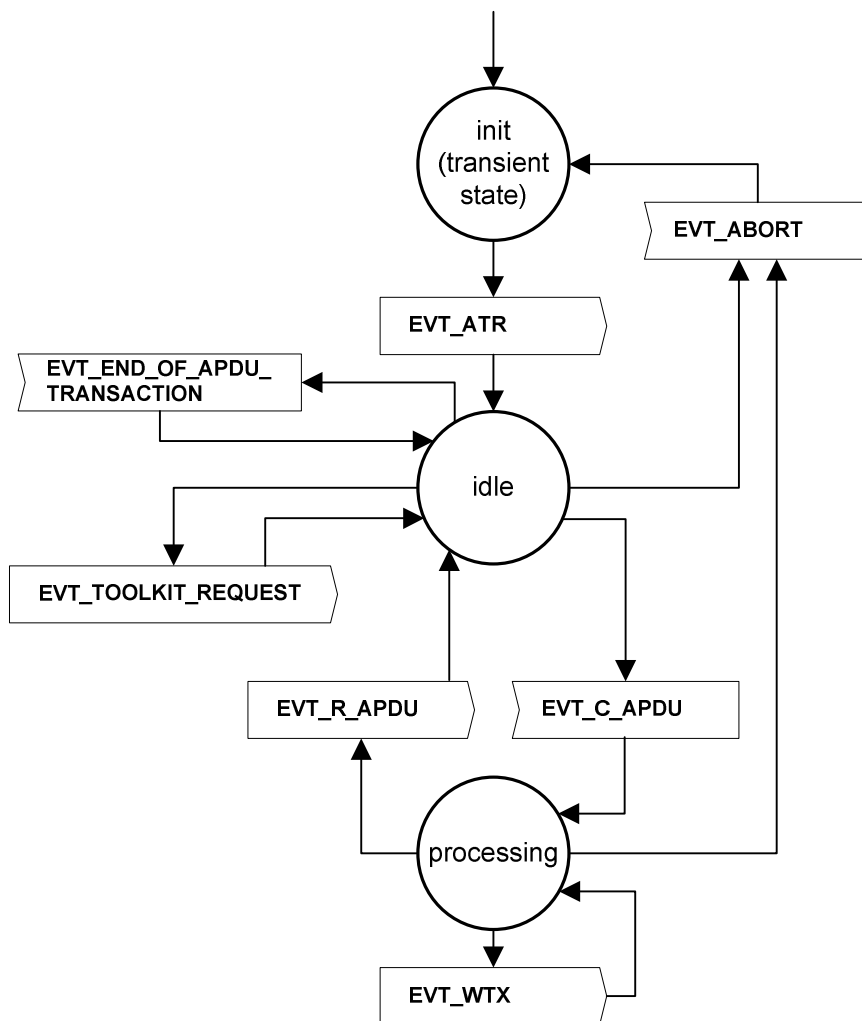 init
(transient
state)
EVT_ABORT
EVT_ATR
EVT_END_OF_APDU_
TRANSACTION
idle
EVT_TOOLKIT_REQUEST
EVT_R_APDU
EVT_C_APDU
processing
EVT_WTX